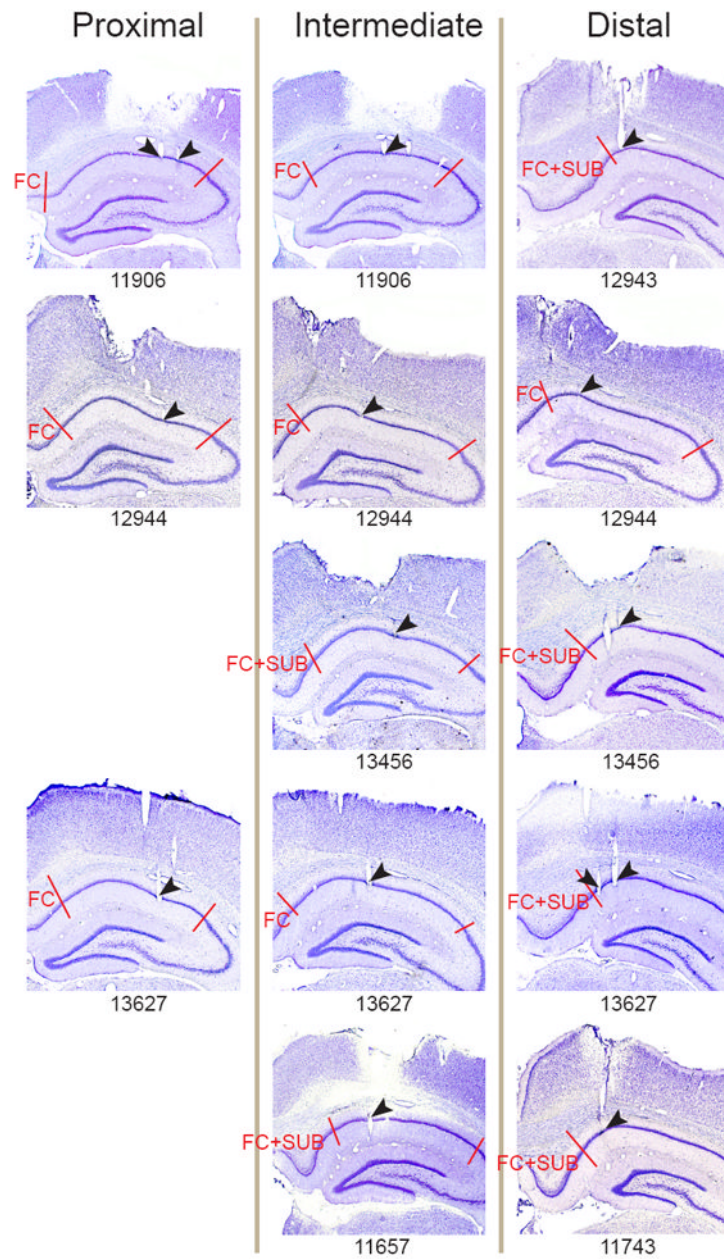 Proximal Intermediate Distal
FC
FC+SUB
11906 11906 12943
FC FC FC
12944 12944 12944
FC+SUB FC+SUB
13456 13456
FC FC FC+SUB
13627 13627 13627
FC+SUB FC+SUB
11657 11743